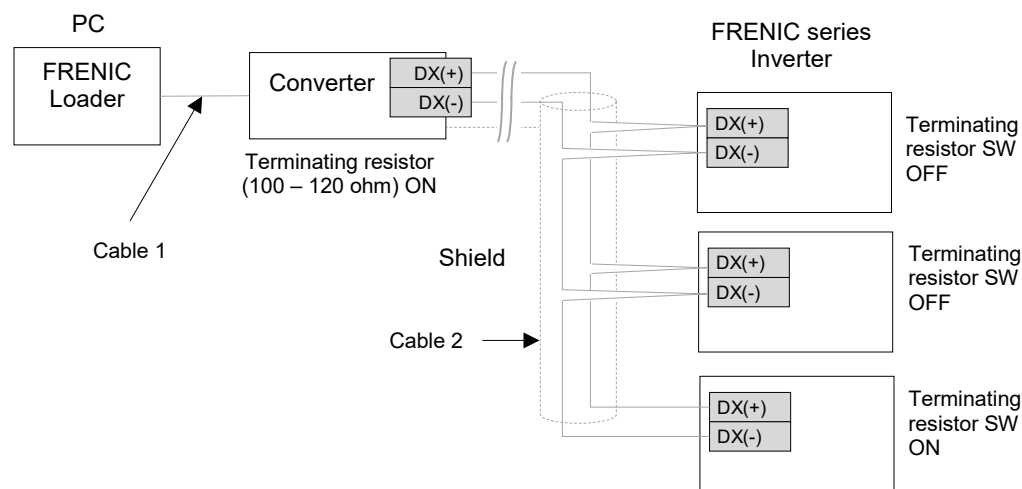 PC
FRENIC
Loader
Converter
DX(+)
DX(-)
Terminating resistor
(100 – 120 ohm) ON
Cable 1
Shield
Cable 2
FRENIC series
Inverter
DX(+)
DX(-)
Terminating
resistor SW
OFF
DX(+)
DX(-)
Terminating
resistor SW
OFF
DX(+)
DX(-)
Terminating
resistor SW
ON